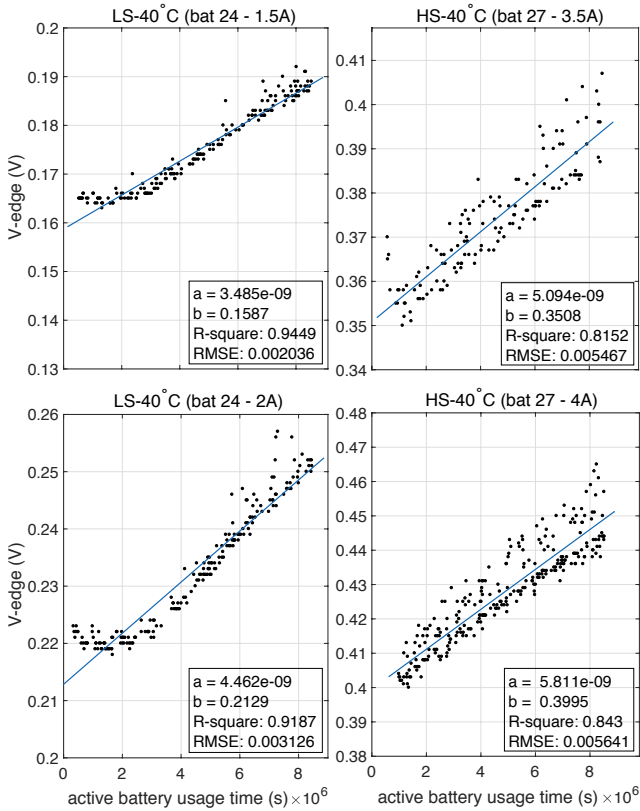 LS-40°C (bat 24 - 1.5A)
0.2
0.19
0.18
0.17
0.16
0.15
0.14
0.13
V-edge (V)
a = 3.485e-09
b = 0.1587
R-square: 0.9449
RMSE: 0.002036
HS-40°C (bat 27 - 3.5A)
0.41
0.4
0.39
0.38
0.37
0.36
0.35
0.34
a = 5.094e-09
b = 0.3508
R-square: 0.8152
RMSE: 0.005467
LS-40°C (bat 24 - 2A)
0.26
0.25
0.24
0.23
0.22
0.21
0.2
V-edge (V)
a = 4.462e-09
b = 0.2129
R-square: 0.9187
RMSE: 0.003126
0 2 4 6 8
active battery usage time (s) ×10⁶
HS-40°C (bat 27 - 4A)
0.48
0.47
0.46
0.45
0.44
0.43
0.42
0.41
0.4
0.39
0.38
a = 5.811e-09
b = 0.3995
R-square: 0.843
RMSE: 0.005641
0 2 4 6 8
active battery usage time (s) ×10⁶